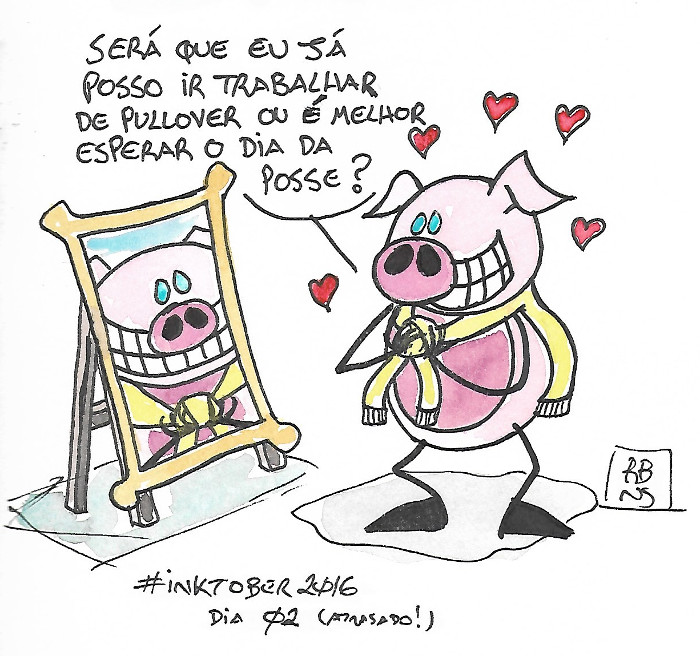 SERÁ QUE EU JÁ
POSSO IR TRABALHAR
DE PULLOVER OU É MELHOR
ESPERAR O DIA DA
POSSE?
RB
NS
#INKTOBER 2016
DIA 02 (ATRASADO!)